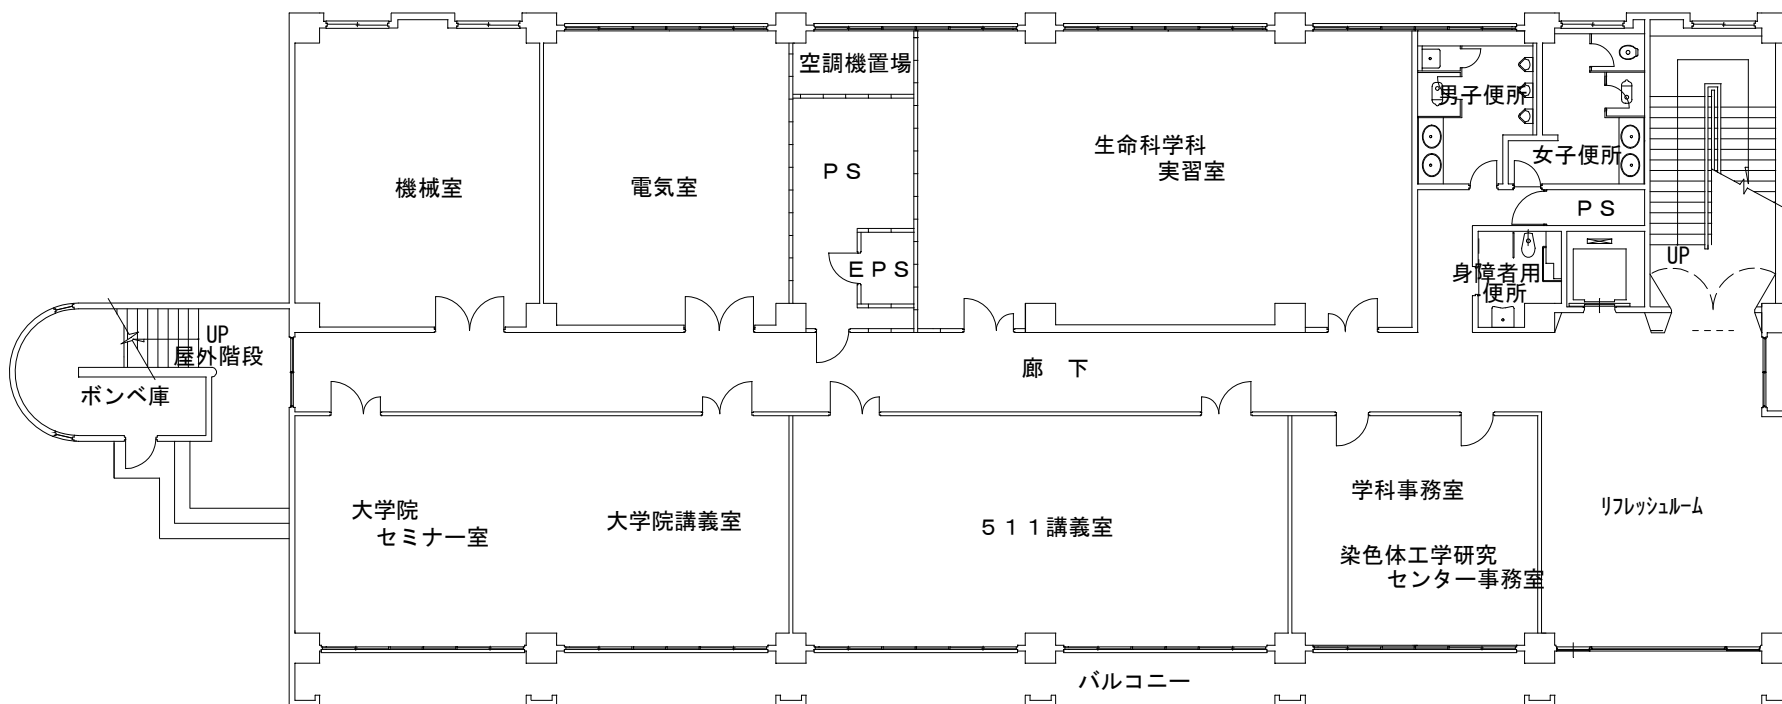 空調機置場
男子便所
女子便所
生命科学科
実習室
機械室
電気室
ＰＳ
ＰＳ
ＥＰＳ
身障者用
便所
UP
UP
屋外階段
ボンベ庫
廊　下
大学院
セミナー室
大学院講義室
５１１講義室
学科事務室
染色体工学研究
センター事務室
ﾘﾌﾚｯｼｭﾙｰﾑ
バルコニー